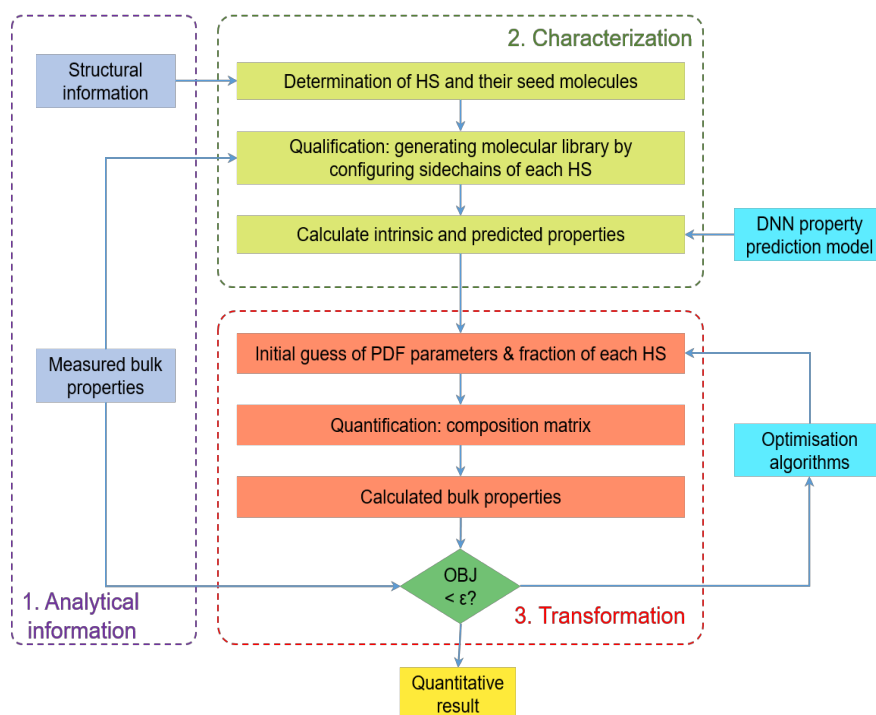 2. Characterization
Structural
information
Determination of HS and their seed molecules
Qualification: generating molecular library by
configuring sidechains of each HS
Calculate intrinsic and predicted properties
DNN property
prediction model
Measured bulk
properties
Initial guess of PDF parameters & fraction of each HS
Quantification: composition matrix
Optimisation
algorithms
Calculated bulk properties
OBJ
< ε?
1. Analytical
information
3. Transformation
Quantitative
result